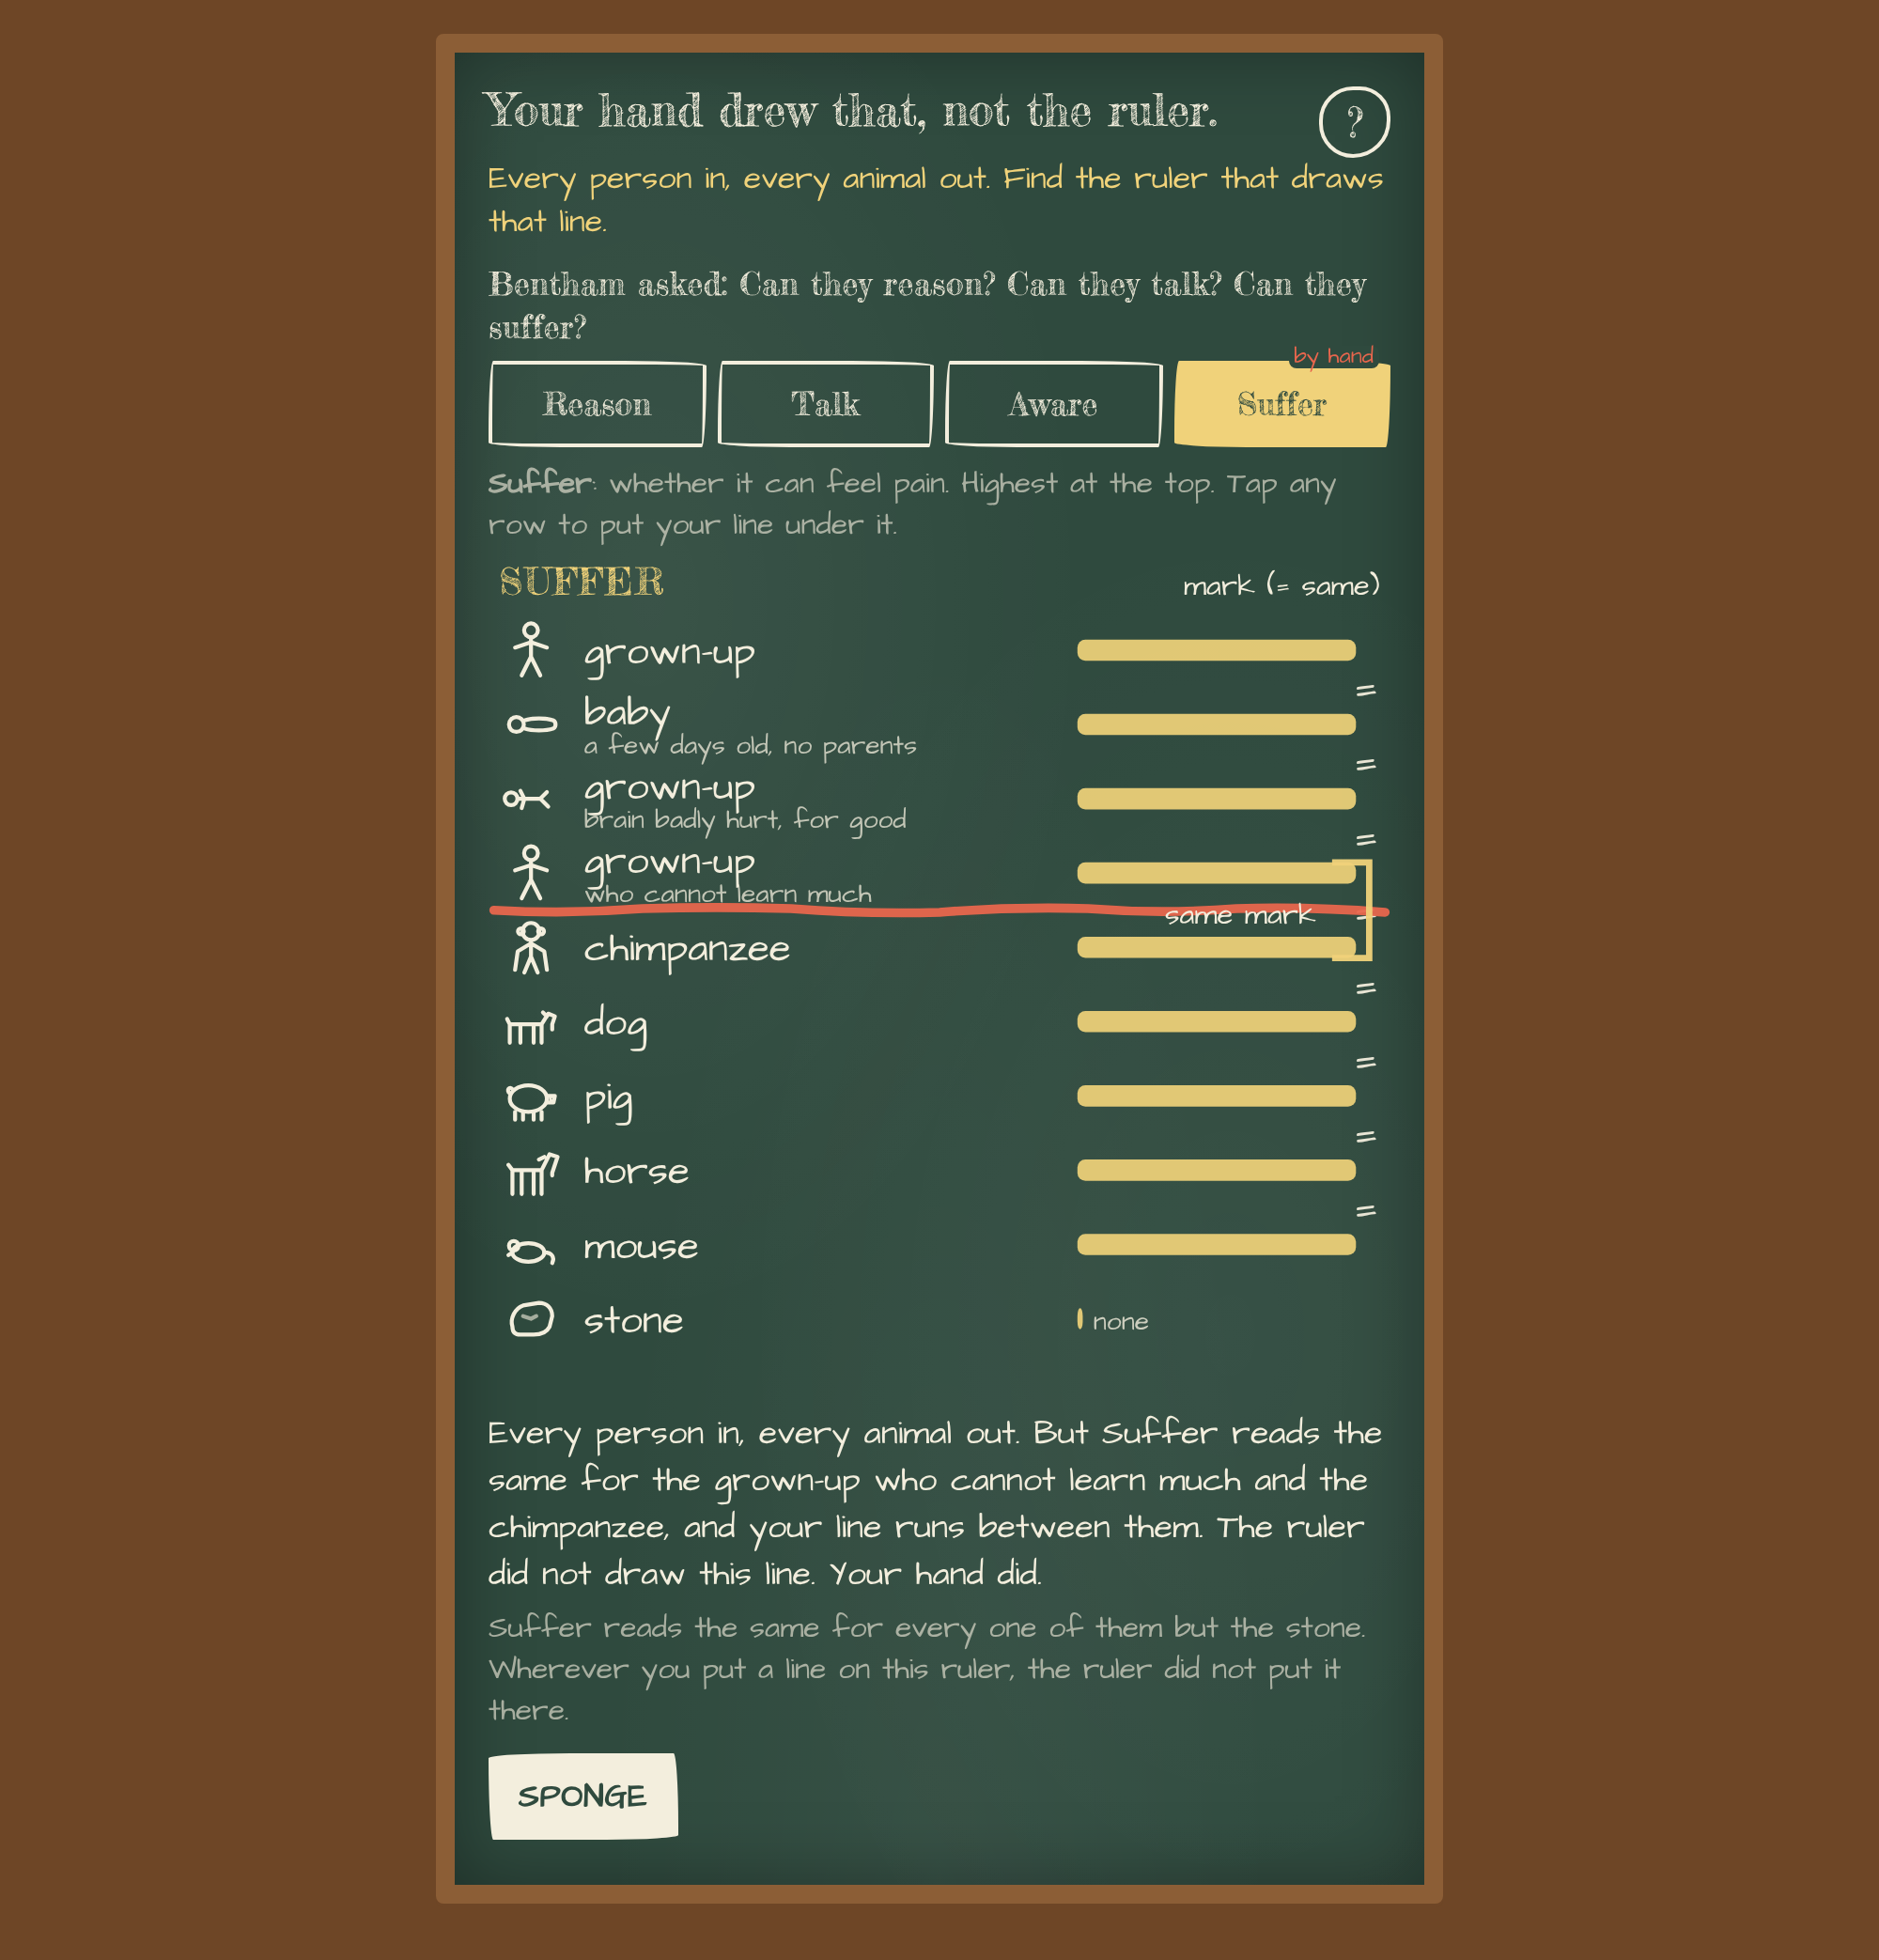 Your hand drew that, not the ruler.
?
Every person in, every animal out. Find the ruler that draws
that line.
Bentham asked: Can they reason? Can they talk? Can they
suffer?
by hand
Reason
Talk
Aware
Suffer
Suffer: whether it can feel pain. Highest at the top. Tap any
row to put your line under it.
SUFFER
mark (= same)
grown-up
=
baby
a few days old, no parents
=
grown-up
brain badly hurt, for good
=
grown-up
who cannot learn much
same mark
chimpanzee
=
dog
=
pig
=
horse
=
mouse
stone
none
Every person in, every animal out. But Suffer reads the
same for the grown-up who cannot learn much and the
chimpanzee, and your line runs between them. The ruler
did not draw this line. Your hand did.
Suffer reads the same for every one of them but the stone.
Wherever you put a line on this ruler, the ruler did not put it
there.
SPONGE